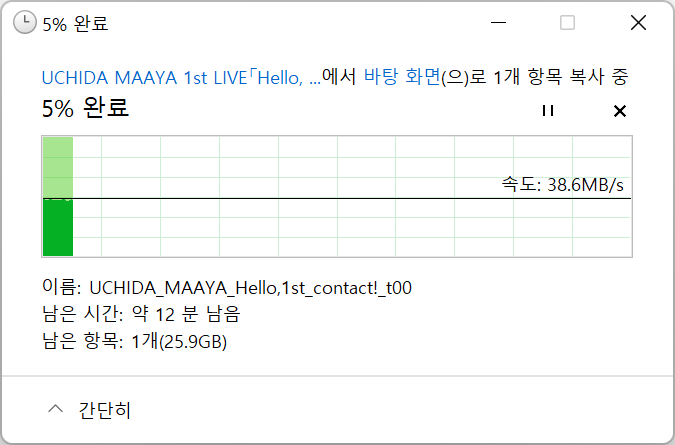 5% 완료
UCHIDA MAAYA 1st LIVE「Hello, ...에서 바탕 화면(으)로 1개 항목 복사 중
5% 완료
속도: 38.6MB/s
이름: UCHIDA_MAAYA_Hello,1st_contact!_t00
남은 시간: 약 12 분 남음
남은 항목: 1개(25.9GB)
간단히